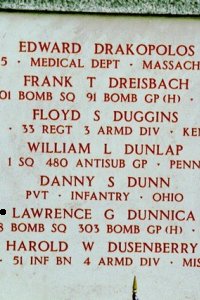 EDWARD DRAKOPOLOS
5 · MEDICAL DEPT · MASSACH
FRANK T DREISBACH
01 BOMB SQ 91 BOMB GP (H) ·
FLOYD S DUGGINS
· 33 REGT 3 ARMD DIV · KEN
WILLIAM L DUNLAP
1 SQ 480 ANTISUB GP · PENN
DANNY S DUNN
PVT · INFANTRY · OHIO
LAWRENCE G DUNNICA
8 BOMB SQ 303 BOMB GP (H) ·
HAROLD W DUSENBERRY
· 51 INF BN 4 ARMD DIV · MIS